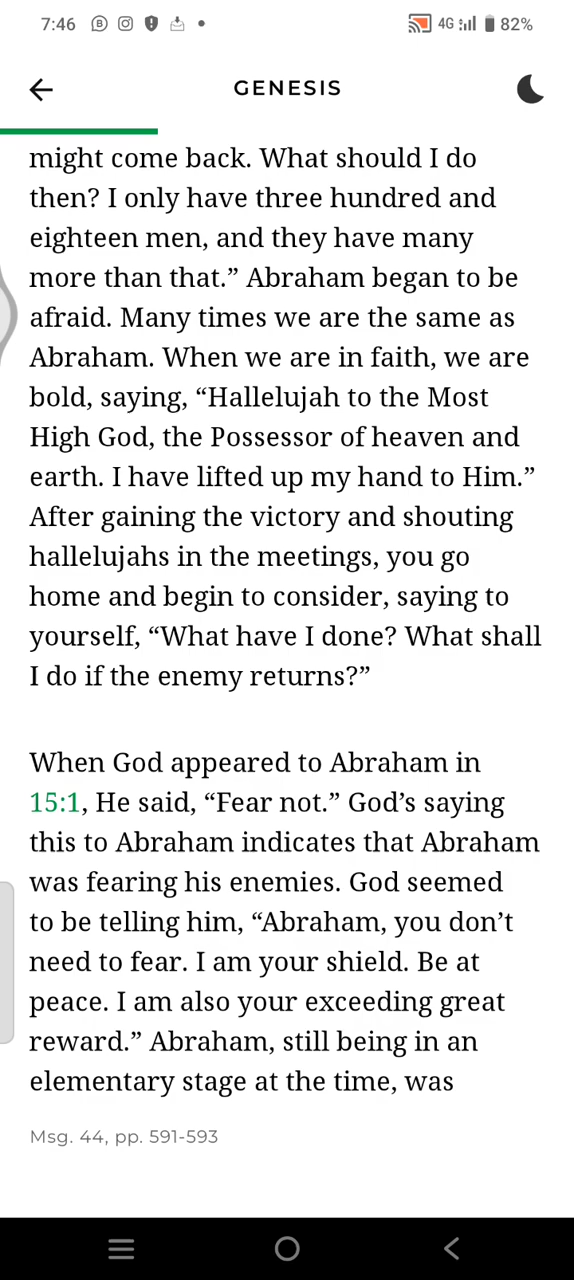 7:46
4G
82%
GENESIS
might come back. What should I do
then? I only have three hundred and
eighteen men, and they have many
more than that.” Abraham began to be
afraid. Many times we are the same as
Abraham. When we are in faith, we are
bold, saying, “Hallelujah to the Most
High God, the Possessor of heaven and
earth. I have lifted up my hand to Him.”
After gaining the victory and shouting
hallelujahs in the meetings, you go
home and begin to consider, saying to
yourself, “What have I done? What shall
I do if the enemy returns?”
When God appeared to Abraham in
15:1, He said, “Fear not.” God’s saying
this to Abraham indicates that Abraham
was fearing his enemies. God seemed
to be telling him, “Abraham, you don’t
need to fear. I am your shield. Be at
peace. I am also your exceeding great
reward.” Abraham, still being in an
elementary stage at the time, was
Msg. 44, pp. 591-593